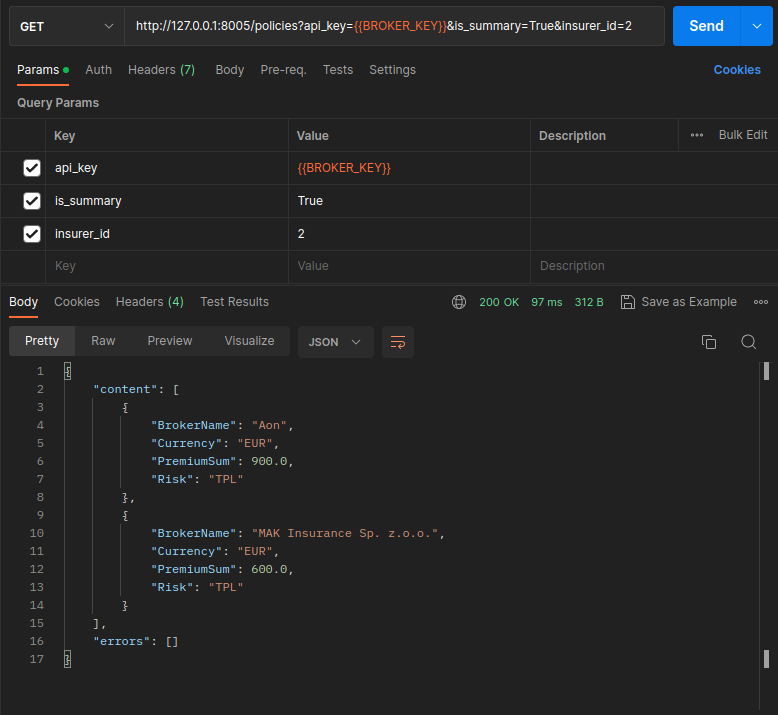 GET http://127.0.0.1:8005/policies?api_key={{BROKER_KEY}}&is_summary=True&insurer_id=2 Send
Params Auth Headers (7) Body Pre-req. Tests Settings Cookies
Query Params
Key Value Description Bulk Edit
api_key {{BROKER_KEY}}
is_summary True
insurer_id 2
Key Value Description
Body Cookies Headers (4) Test Results 200 OK 97 ms 312 B Save as Example
Pretty Raw Preview Visualize JSON
1 {
2 "content": [
3 {
4 "BrokerName": "Aon",
5 "Currency": "EUR",
6 "PremiumSum": 900.0,
7 "Risk": "TPL"
8 },
9 {
10 "BrokerName": "MAK Insurance Sp. z.o.o.",
11 "Currency": "EUR",
12 "PremiumSum": 600.0,
13 "Risk": "TPL"
14 }
15 ],
16 "errors": []
17 }